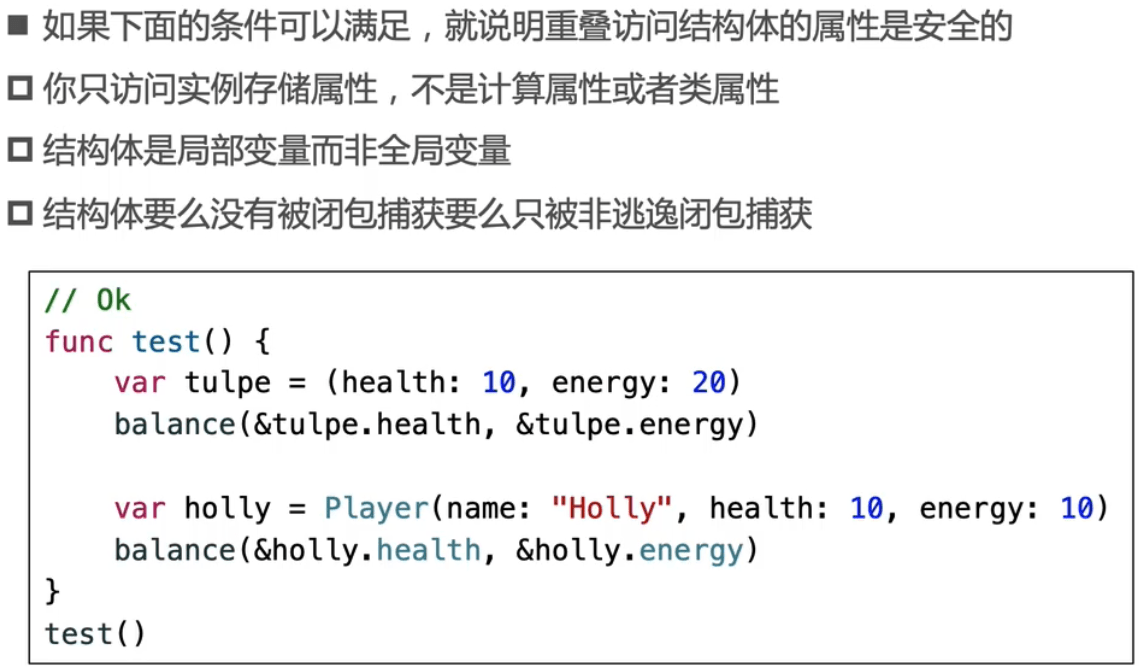 ■ 如果下面的条件可以满足，就说明重叠访问结构体的属性是安全的
□ 你只访问实例存储属性，不是计算属性或者类属性
□ 结构体是局部变量而非全局变量
□ 结构体要么没有被闭包捕获要么只被非逃逸闭包捕获
// Ok
func test() {
    var tulpe = (health: 10, energy: 20)
    balance(&tulpe.health, &tulpe.energy)

    var holly = Player(name: "Holly", health: 10, energy: 10)
    balance(&holly.health, &holly.energy)
}
test()